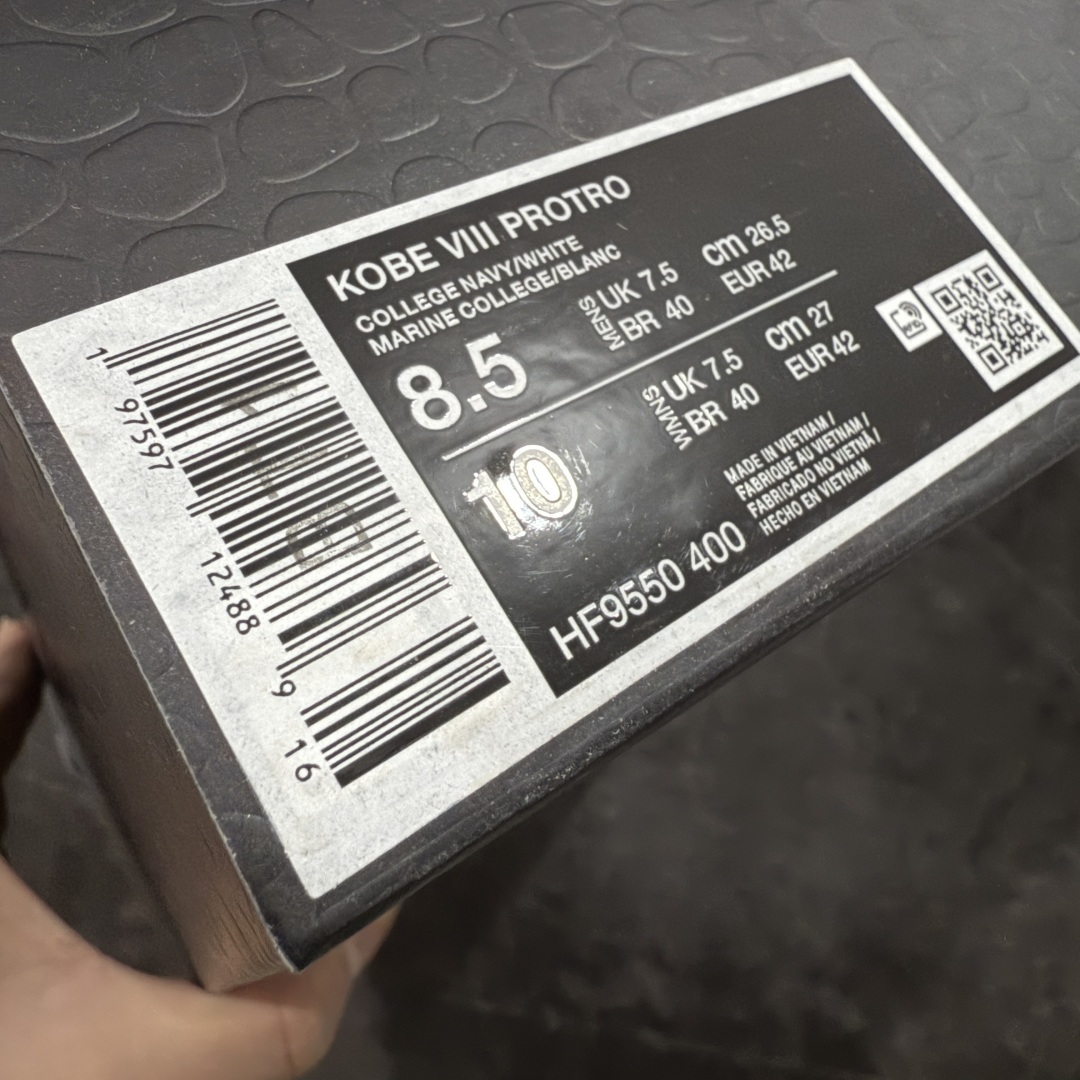 KOBE VIII PROTRO
COLLEGE NAVY/WHITE
MARINE COLLEGE/BLANC
8.5
MENS
UK 7.5
BR 40
cm 26.5
EUR 42
10
WMNS
UK 7.5
BR 40
cm 27
EUR 42
MADE IN VIETNAM /
FABRIQUE AU VIETNAM /
FABRICADO NO VIETNÃ /
HECHO EN VIETNAM
HF9550 400
1 97597 12488 9 16